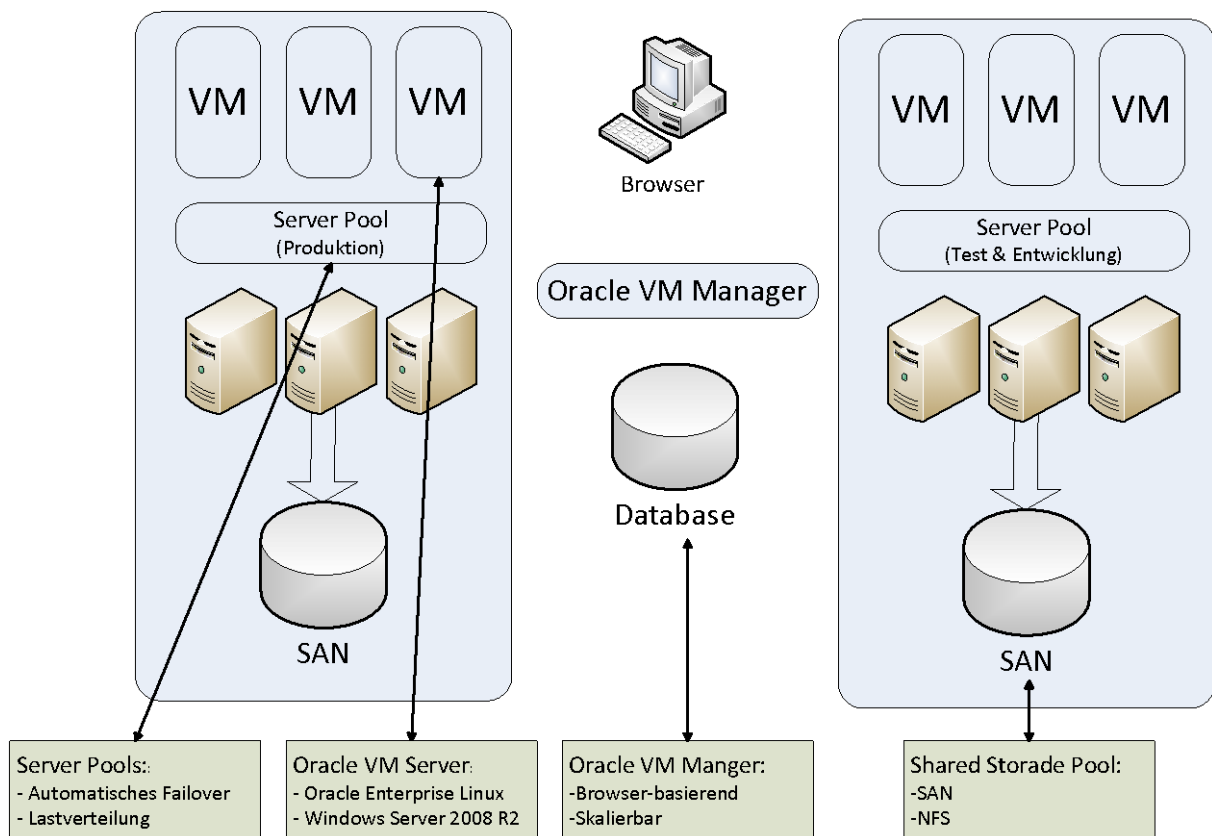 VM
VM
VM
Server Pool
(Produktion)
SAN
Browser
Oracle VM Manager
Database
VM
VM
VM
Server Pool
(Test & Entwicklung)
SAN
Server Pools::
- Automatisches Failover
- Lastverteilung
Oracle VM Server:
- Oracle Enterprise Linux
- Windows Server 2008 R2
Oracle VM Manger:
-Browser-basierend
-Skalierbar
Shared Storade Pool:
-SAN
-NFS